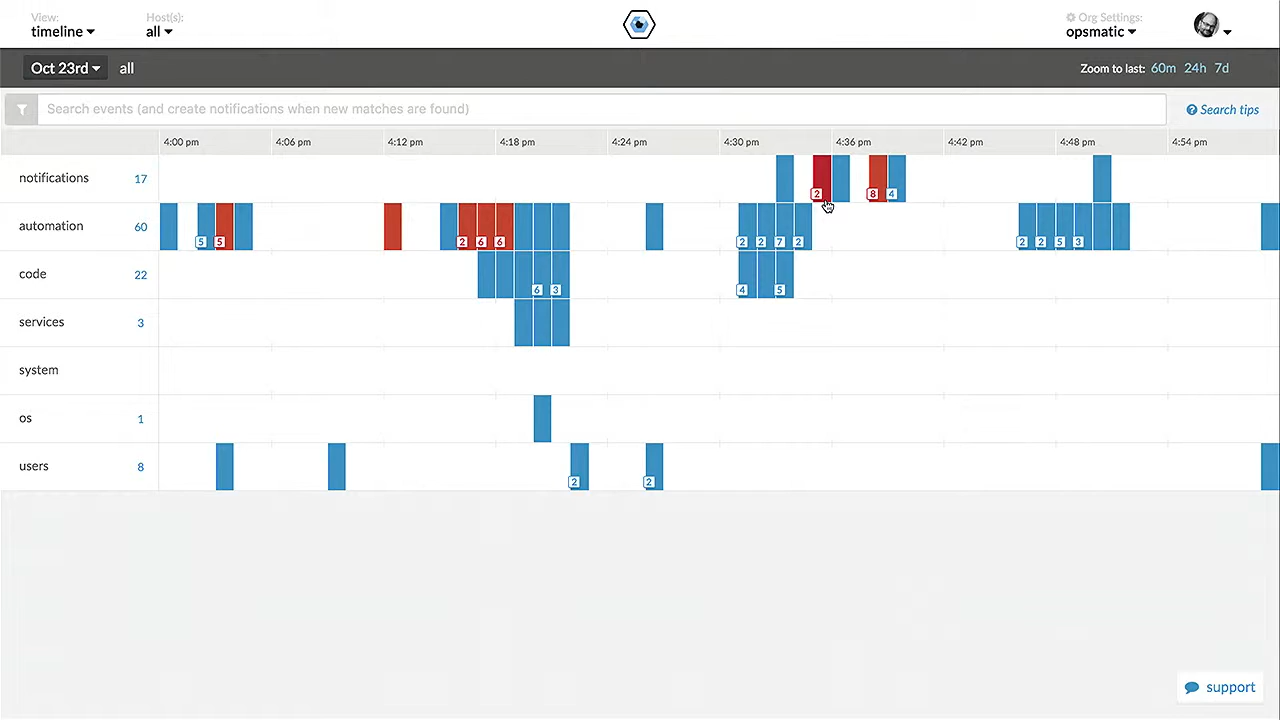 View:
timeline
Host(s):
all
Org Settings:
opsmatic
Oct 23rd
all
Zoom to last: 60m 24h 7d
Search events (and create notifications when new matches are found)
Search tips
4:00 pm 4:06 pm 4:12 pm 4:18 pm 4:24 pm 4:30 pm 4:36 pm 4:42 pm 4:48 pm 4:54 pm
notifications 17 2 8 4
automation 60 5 5 2 6 6 2 2 7 2 2 2 5 3
code 22 6 3 4 5
services 3
system
os 1
users 8 2 2
support